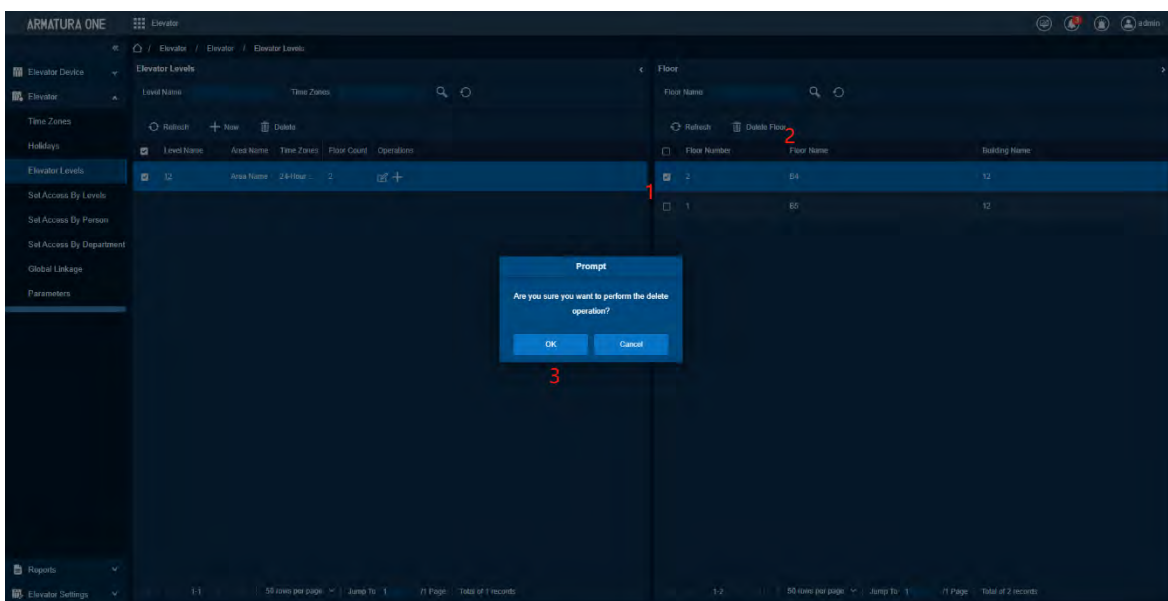 ARMATURA ONE
Elevator
admin
Elevator / Elevator / Elevator Levels
Elevator Device
Elevator
Time Zones
Holidays
Elevator Levels
Set Access By Levels
Set Access By Person
Set Access By Department
Global Linkage
Parameters
Reports
Elevator Settings
Elevator Levels
Level Name Time Zones
Refresh New Delete
Level Name Area Name Time Zones Floor Count Operations
12 Area Name 24-Hour ... 2
1-1 50 rows per page Jump To 1 /1 Page Total of 1 records
Floor
Floor Name
Refresh Delete Floor
2
Floor Number Floor Name Building Name
1
2 B4 12
1 B5 12
1-2 50 rows per page Jump To 1 /1 Page Total of 2 records
Prompt
Are you sure you want to perform the delete
operation?
OK Cancel
3